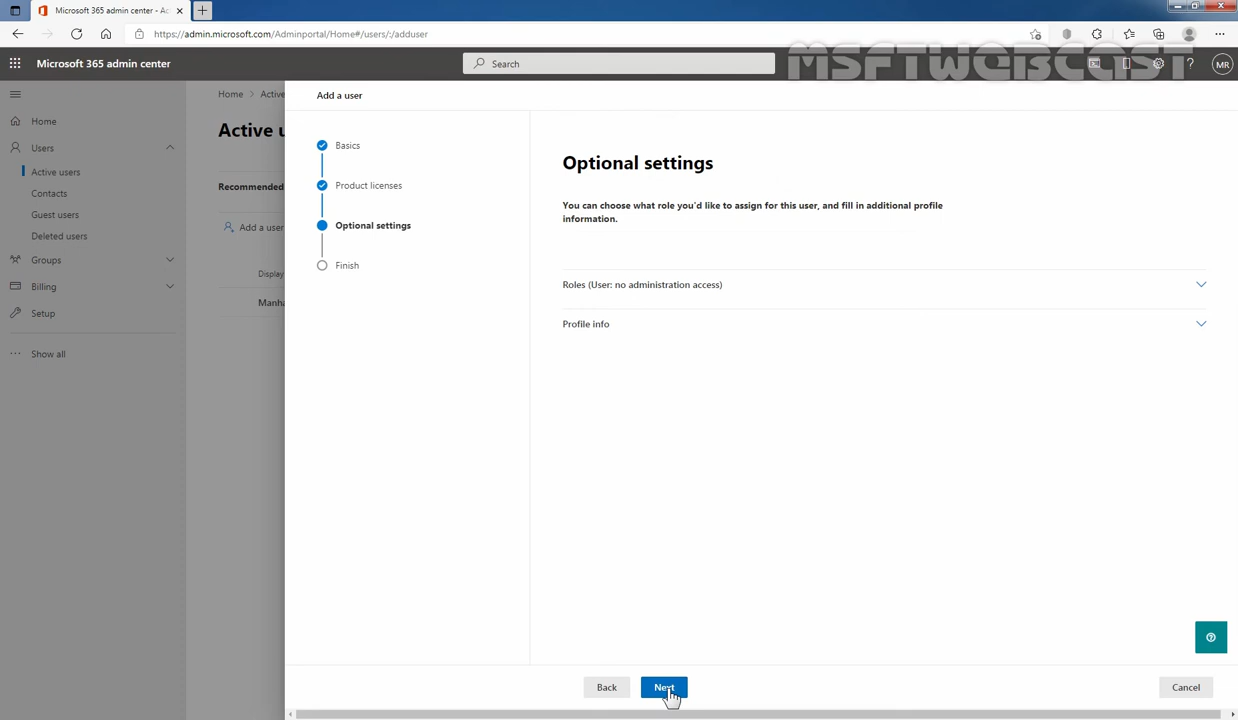 Microsoft 365 admin center - Ac
https://admin.microsoft.com/Adminportal/Home#/users/:/adduser
Microsoft 365 admin center
Search
MSFTWEBCAST
MR
Home
Users
Active users
Contacts
Guest users
Deleted users
Groups
Billing
Setup
Show all
Home
Active
Active u
Recommended
Add a user
Display
Manha
Add a user
Basics
Product licenses
Optional settings
Finish
Optional settings
You can choose what role you'd like to assign for this user, and fill in additional profile
information.
Roles (User: no administration access)
Profile info
Back
Next
Cancel